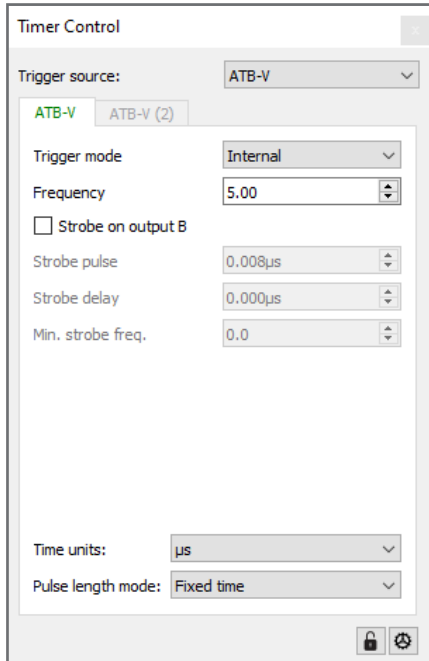 Timer Control
x
Trigger source: ATB-V
ATB-V ATB-V (2)
Trigger mode Internal
Frequency 5.00
Strobe on output B
Strobe pulse 0.008µs
Strobe delay 0.000µs
Min. strobe freq. 0.0
Time units: µs
Pulse length mode: Fixed time